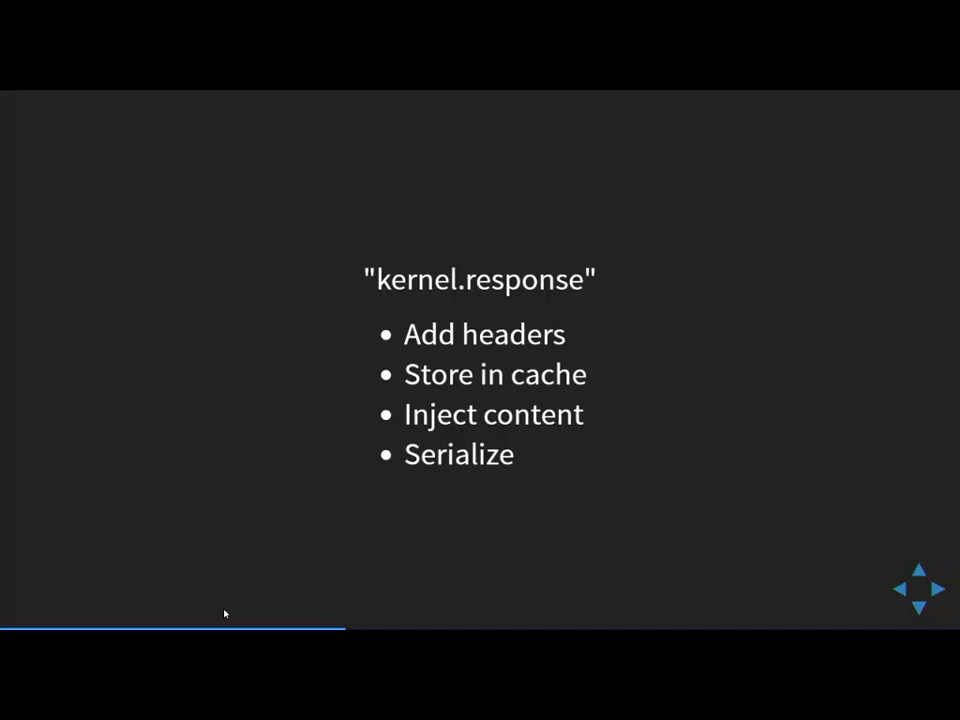 "kernel.response"
• Add headers
• Store in cache
• Inject content
• Serialize